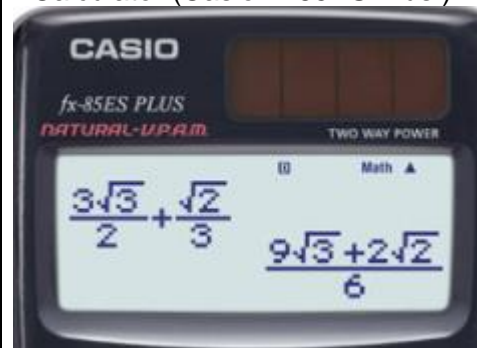 CASIO
fx-85ES PLUS
NATURAL-V.P.A.M.
TWO WAY POWER
D Math ▲
3√3/2+√2/3
9√3+2√2/6